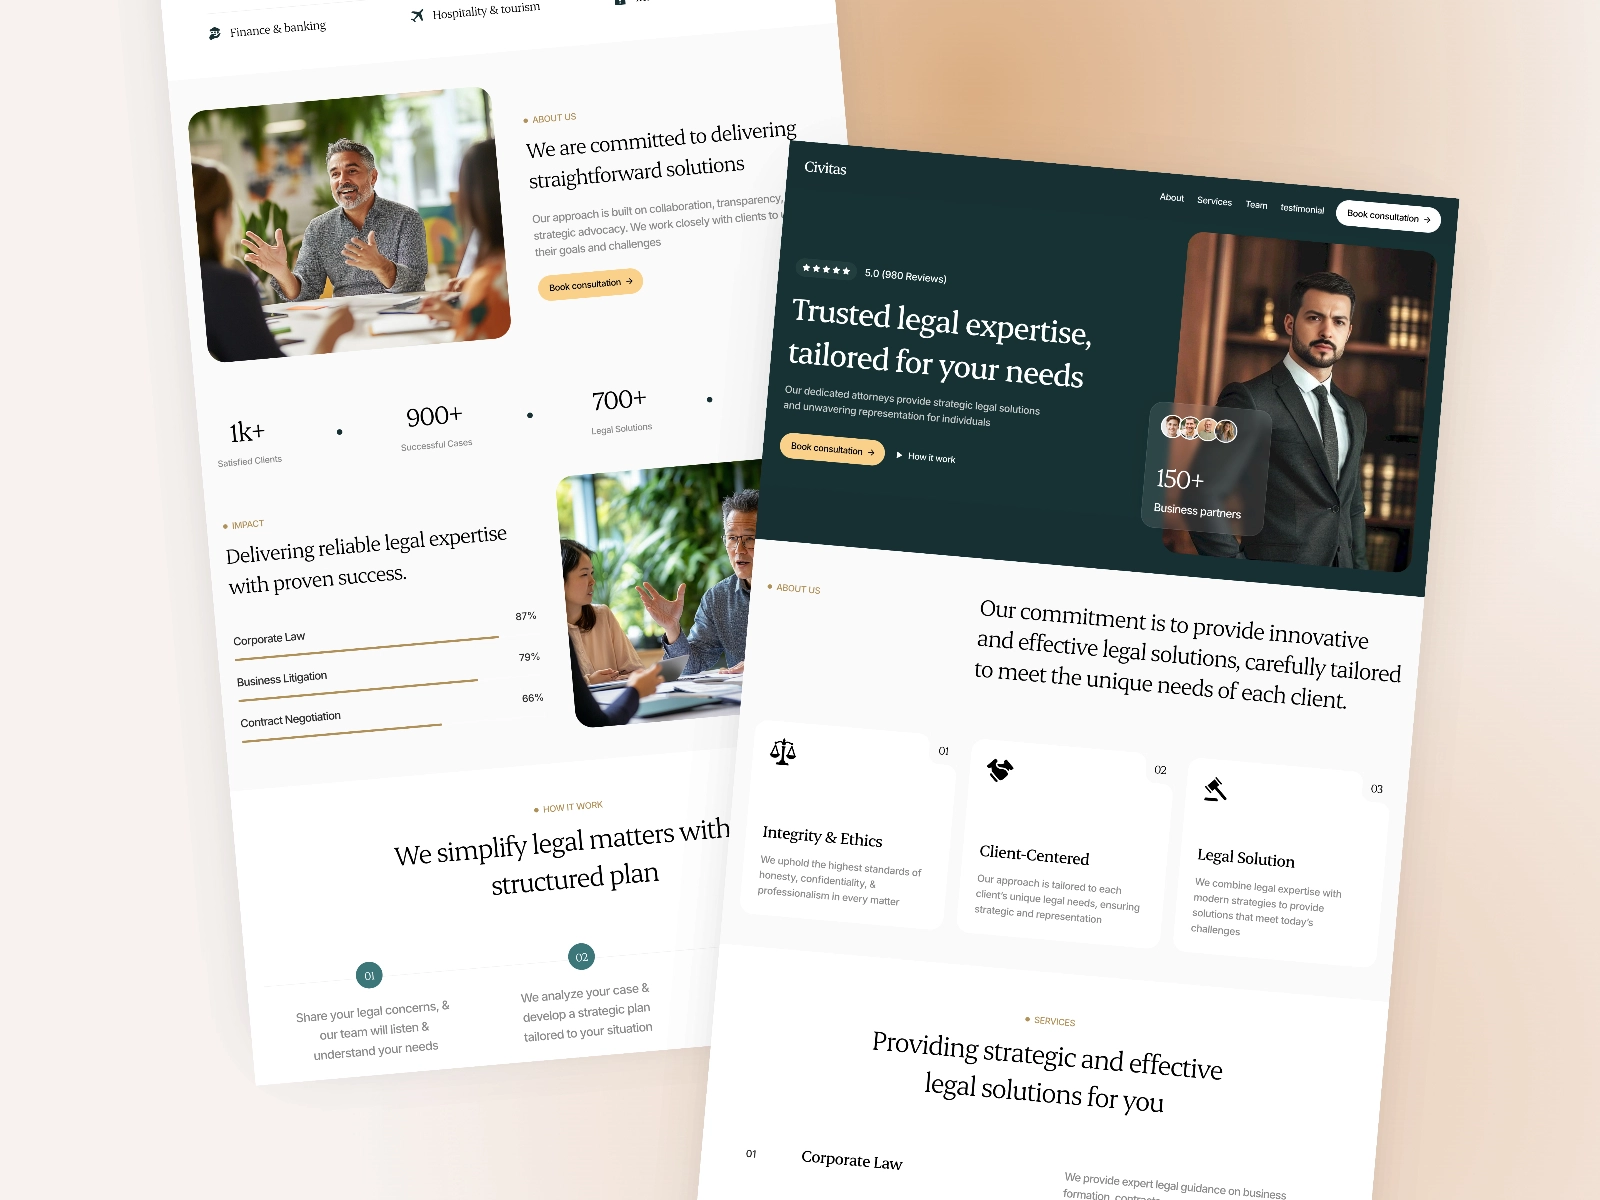 Finance & banking
Hospitality & tourism
ABOUT US
We are committed to delivering
straightforward solutions
Our approach is built on collaboration, transparency,
strategic advocacy. We work closely with clients to
their goals and challenges
Book consultation →
1k+
Satisfied Clients
900+
Successful Cases
700+
Legal Solutions
IMPACT
Delivering reliable legal expertise
with proven success.
Corporate Law
87%
Business Litigation
79%
Contract Negotiation
66%
HOW IT WORK
We simplify legal matters with
structured plan
01
Share your legal concerns, &
our team will listen &
understand your needs
02
We analyze your case &
develop a strategic plan
tailored to your situation
Civitas
About
Services
Team
testimonial
Book consultation →
5.0 (980 Reviews)
Trusted legal expertise,
tailored for your needs
Our dedicated attorneys provide strategic legal solutions
and unwavering representation for individuals
Book consultation →
How it work
150+
Business partners
ABOUT US
Our commitment is to provide innovative
and effective legal solutions, carefully tailored
to meet the unique needs of each client.
01
Integrity & Ethics
We uphold the highest standards of
honesty, confidentiality, &
professionalism in every matter
02
Client-Centered
Our approach is tailored to each
client's unique legal needs, ensuring
strategic and representation
03
Legal Solution
We combine legal expertise with
modern strategies to provide
solutions that meet today's
challenges
SERVICES
Providing strategic and effective
legal solutions for you
01
Corporate Law
We provide expert legal guidance on business
formation,